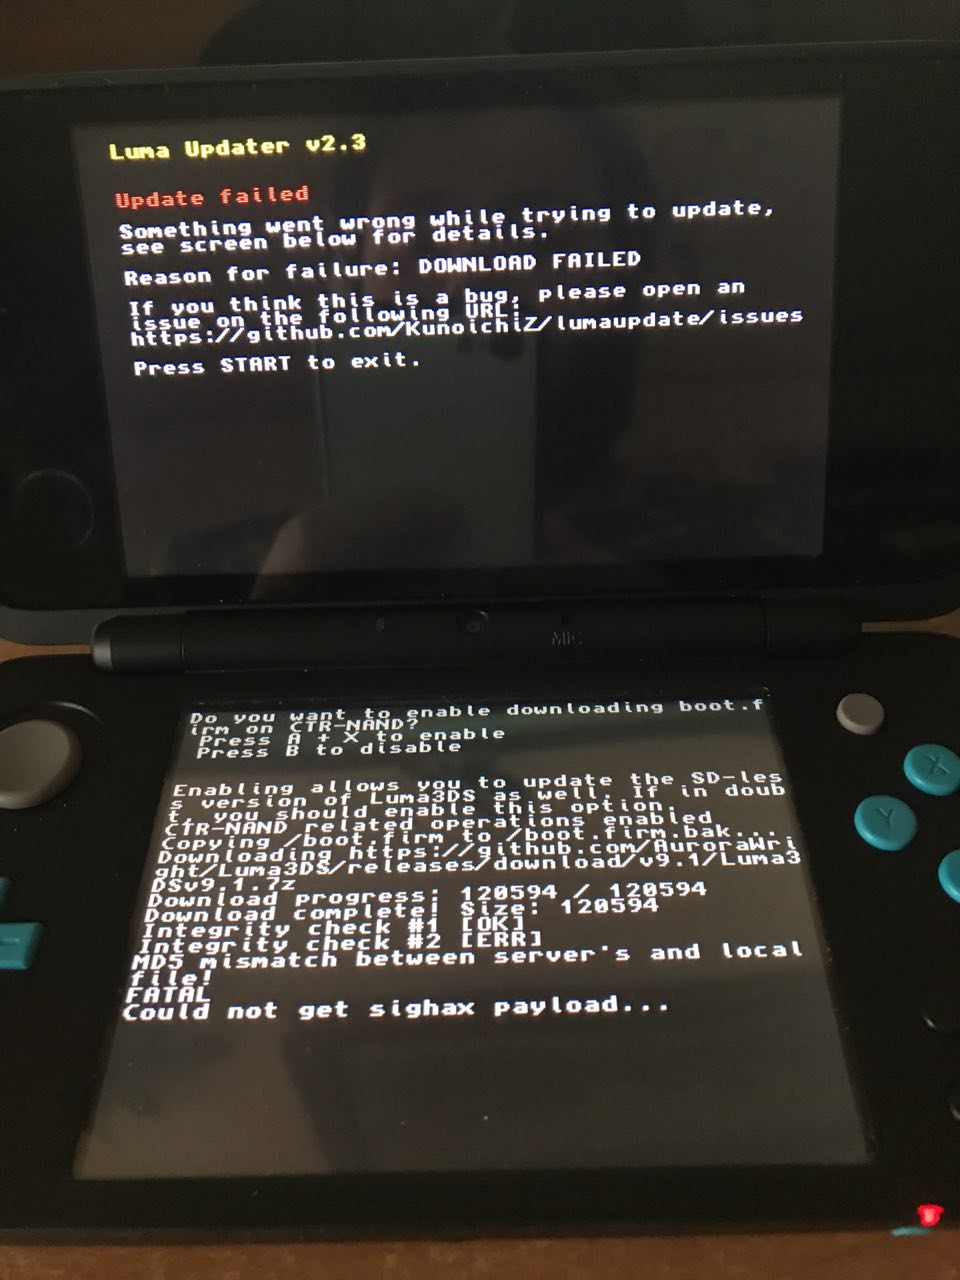 Luma Updater v2.3
Update failed
Something went wrong while trying to update,
see screen below for details.
Reason for failure: DOWNLOAD FAILED
If you think this is a bug, please open an
issue on the following URL:
https://github.com/KunoichiZ/lumaupdate/issues
Press START to exit.
MIC
Do you want to enable downloading boot.f
irm on CTR-NAND?
Press A + X to enable
Press B to disable
Enabling allows you to update the SD-les
s version of Luma3DS as well. If in doub
t, you should enable this option.
CTR-NAND related operations enabled
Copying /boot.firm to /boot.firm.bak...
Downloading https://github.com/AuroraWri
ght/Luma3DS/releases/download/v9.1/Luma3
DSv9.1.7z
Download progress: 120594 / 120594
Download complete! Size: 120594
Integrity check #1 [OK]
Integrity check #2 [ERR]
MD5 mismatch between server's and local
file!
FATAL
Could not get sighax payload...
X
Y